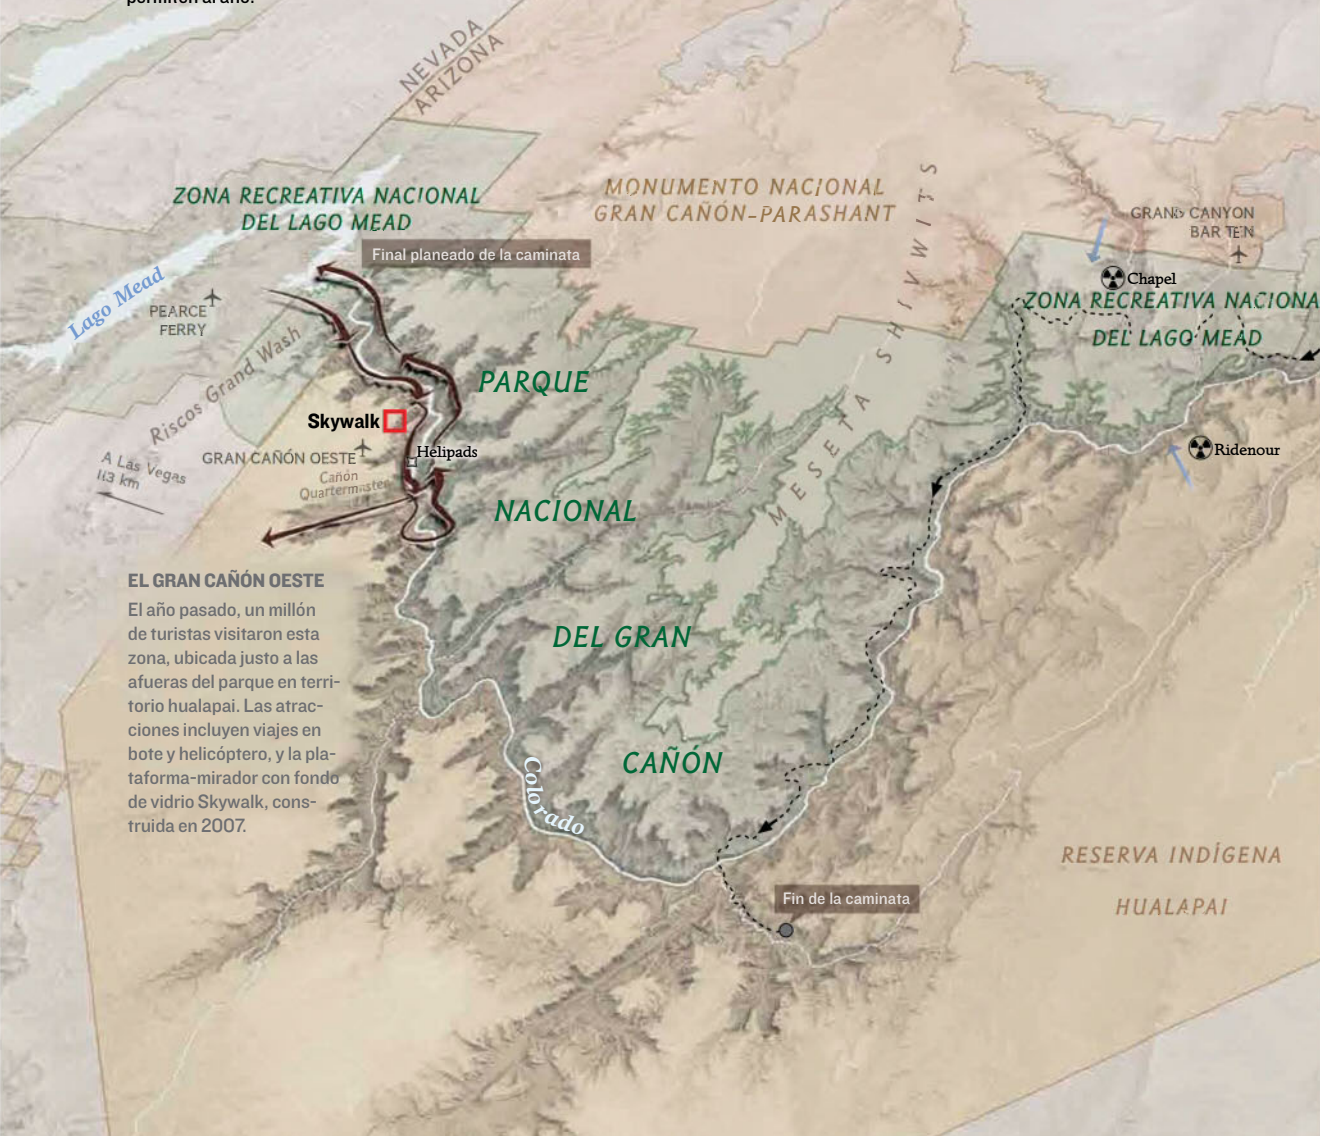 NEVADA
ARIZONA
ZONA RECREATIVA NACIONAL
DEL LAGO MEAD
MONUMENTO NACIONAL
GRAN CAÑÓN-PARASHANT
GRAND CANYON
BAR TEN
Final planeado de la caminata
Lago Mead
PEARCE
FERRY
Chapel
ZONA RECREATIVA NACIONA
DEL LAGO MEAD
MESETA SHIVWITS
Riscos Grand Wash
PARQUE
Skywalk
Helipads
GRAN CAÑÓN OESTE
Cañón
Quartermaster
A Las Vegas
113 km
Ridenour
NACIONAL
EL GRAN CAÑÓN OESTE
El año pasado, un millón
de turistas visitaron esta
zona, ubicada justo a las
afueras del parque en terri-
torio hualapai. Las atrac-
ciones incluyen viajes en
bote y helicóptero, y la pla-
taforma-mirador con fondo
de vidrio Skywalk, cons-
truida en 2007.
DEL GRAN
CAÑÓN
Colorado
RESERVA INDÍGENA
HUALAPAI
Fin de la caminata